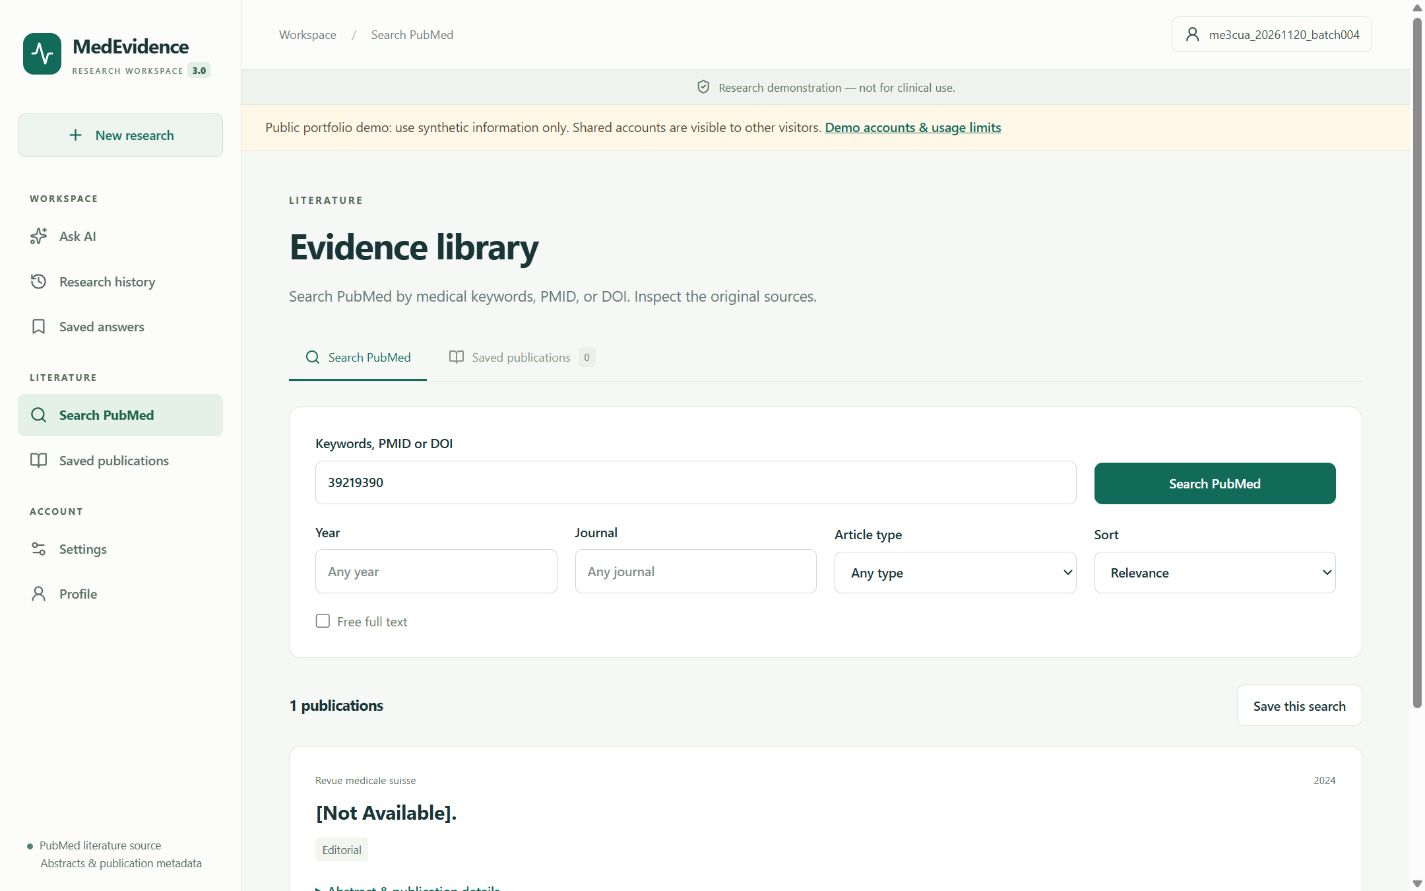 MedEvidence
RESEARCH WORKSPACE 3.0
New research
WORKSPACE
Ask AI
Research history
Saved answers
LITERATURE
Search PubMed
Saved publications
ACCOUNT
Settings
Profile
PubMed literature source
Abstracts & publication metadata
Workspace / Search PubMed
me3cua_20261120_batch004
Research demonstration — not for clinical use.
Public portfolio demo: use synthetic information only. Shared accounts are visible to other visitors. Demo accounts & usage limits
LITERATURE
Evidence library
Search PubMed by medical keywords, PMID, or DOI. Inspect the original sources.
Search PubMed
Saved publications 0
Keywords, PMID or DOI
39219390
Search PubMed
Year
Journal
Article type
Sort
Any year
Any journal
Any type
Relevance
Free full text
1 publications
Save this search
Revue medicale suisse
2024
[Not Available].
Editorial
Abstract & publication details